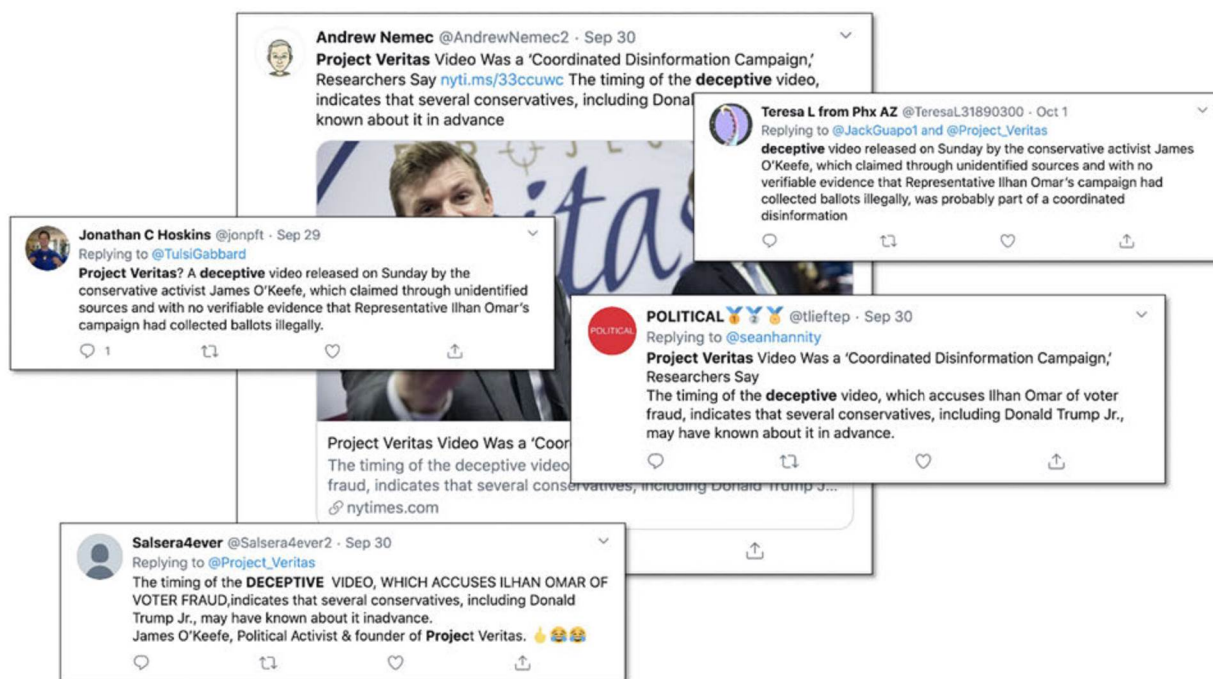 Andrew Nemec @AndrewNemec2 · Sep 30
Project Veritas Video Was a ‘Coordinated Disinformation Campaign,’
Researchers Say nyti.ms/33ccuwc The timing of the deceptive video,
indicates that several conservatives, including Donal
known about it in advance
PROJEC
itas
Project Veritas Video Was a ‘Coor
The timing of the deceptive video
fraud, indicates that several conservatives, including Donald Trump J...
nytimes.com
Teresa L from Phx AZ @TeresaL31890300 · Oct 1
Replying to @JackGuapo1 and @Project_Veritas
deceptive video released on Sunday by the conservative activist James
O’Keefe, which claimed through unidentified sources and with no
verifiable evidence that Representative Ilhan Omar’s campaign had
collected ballots illegally, was probably part of a coordinated
disinformation
Jonathan C Hoskins @jonpft · Sep 29
Replying to @TulsiGabbard
Project Veritas? A deceptive video released on Sunday by the
conservative activist James O’Keefe, which claimed through unidentified
sources and with no verifiable evidence that Representative Ilhan Omar’s
campaign had collected ballots illegally.
1
POLITICAL
POLITICAL🥇🥈🥉 @tlieftep · Sep 30
Replying to @seanhannity
Project Veritas Video Was a ‘Coordinated Disinformation Campaign,’
Researchers Say
The timing of the deceptive video, which accuses Ilhan Omar of voter
fraud, indicates that several conservatives, including Donald Trump Jr.,
may have known about it in advance.
Salsera4ever @Salsera4ever2 · Sep 30
Replying to @Project_Veritas
The timing of the DECEPTIVE VIDEO, WHICH ACCUSES ILHAN OMAR OF
VOTER FRAUD,indicates that several conservatives, including Donald
Trump Jr., may have known about it inadvance.
James O’Keefe, Political Activist & founder of Project Veritas. 🖕😂😂